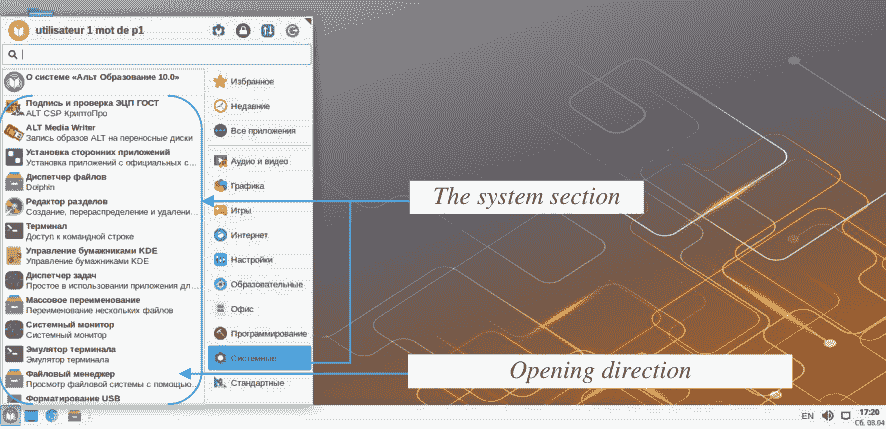 utilisateur 1 mot de p1
О системе «Альт Образование 10.0»
Подпись и проверка ЭЦП ГОСТ
ALT CSP КриптоПро
ALT Media Writer
Запись образов ALT на переносные диски
Установка сторонних приложений
Установка приложений с официальных с...
Диспетчер файлов
Dolphin
Редактор разделов
Создание, перераспределение и удалени...
Терминал
Доступ к командной строке
Управление бумажниками KDE
Управление бумажниками KDE
Диспетчер задач
Простое в использовании приложения дл...
Массовое переименование
Переименование нескольких файлов
Системный монитор
Системный монитор
Эмулятор терминала
Эмулятор терминала
Файловый менеджер
Просмотр файловой системы с помощью...
Форматирование USB
Избранное
Недавние
Все приложения
Аудио и видео
Графика
Игры
Интернет
Настройки
Образовательные
Офис
Программирование
Системные
Стандартные
The system section
Opening direction
EN
17:20
Сб, 08.04